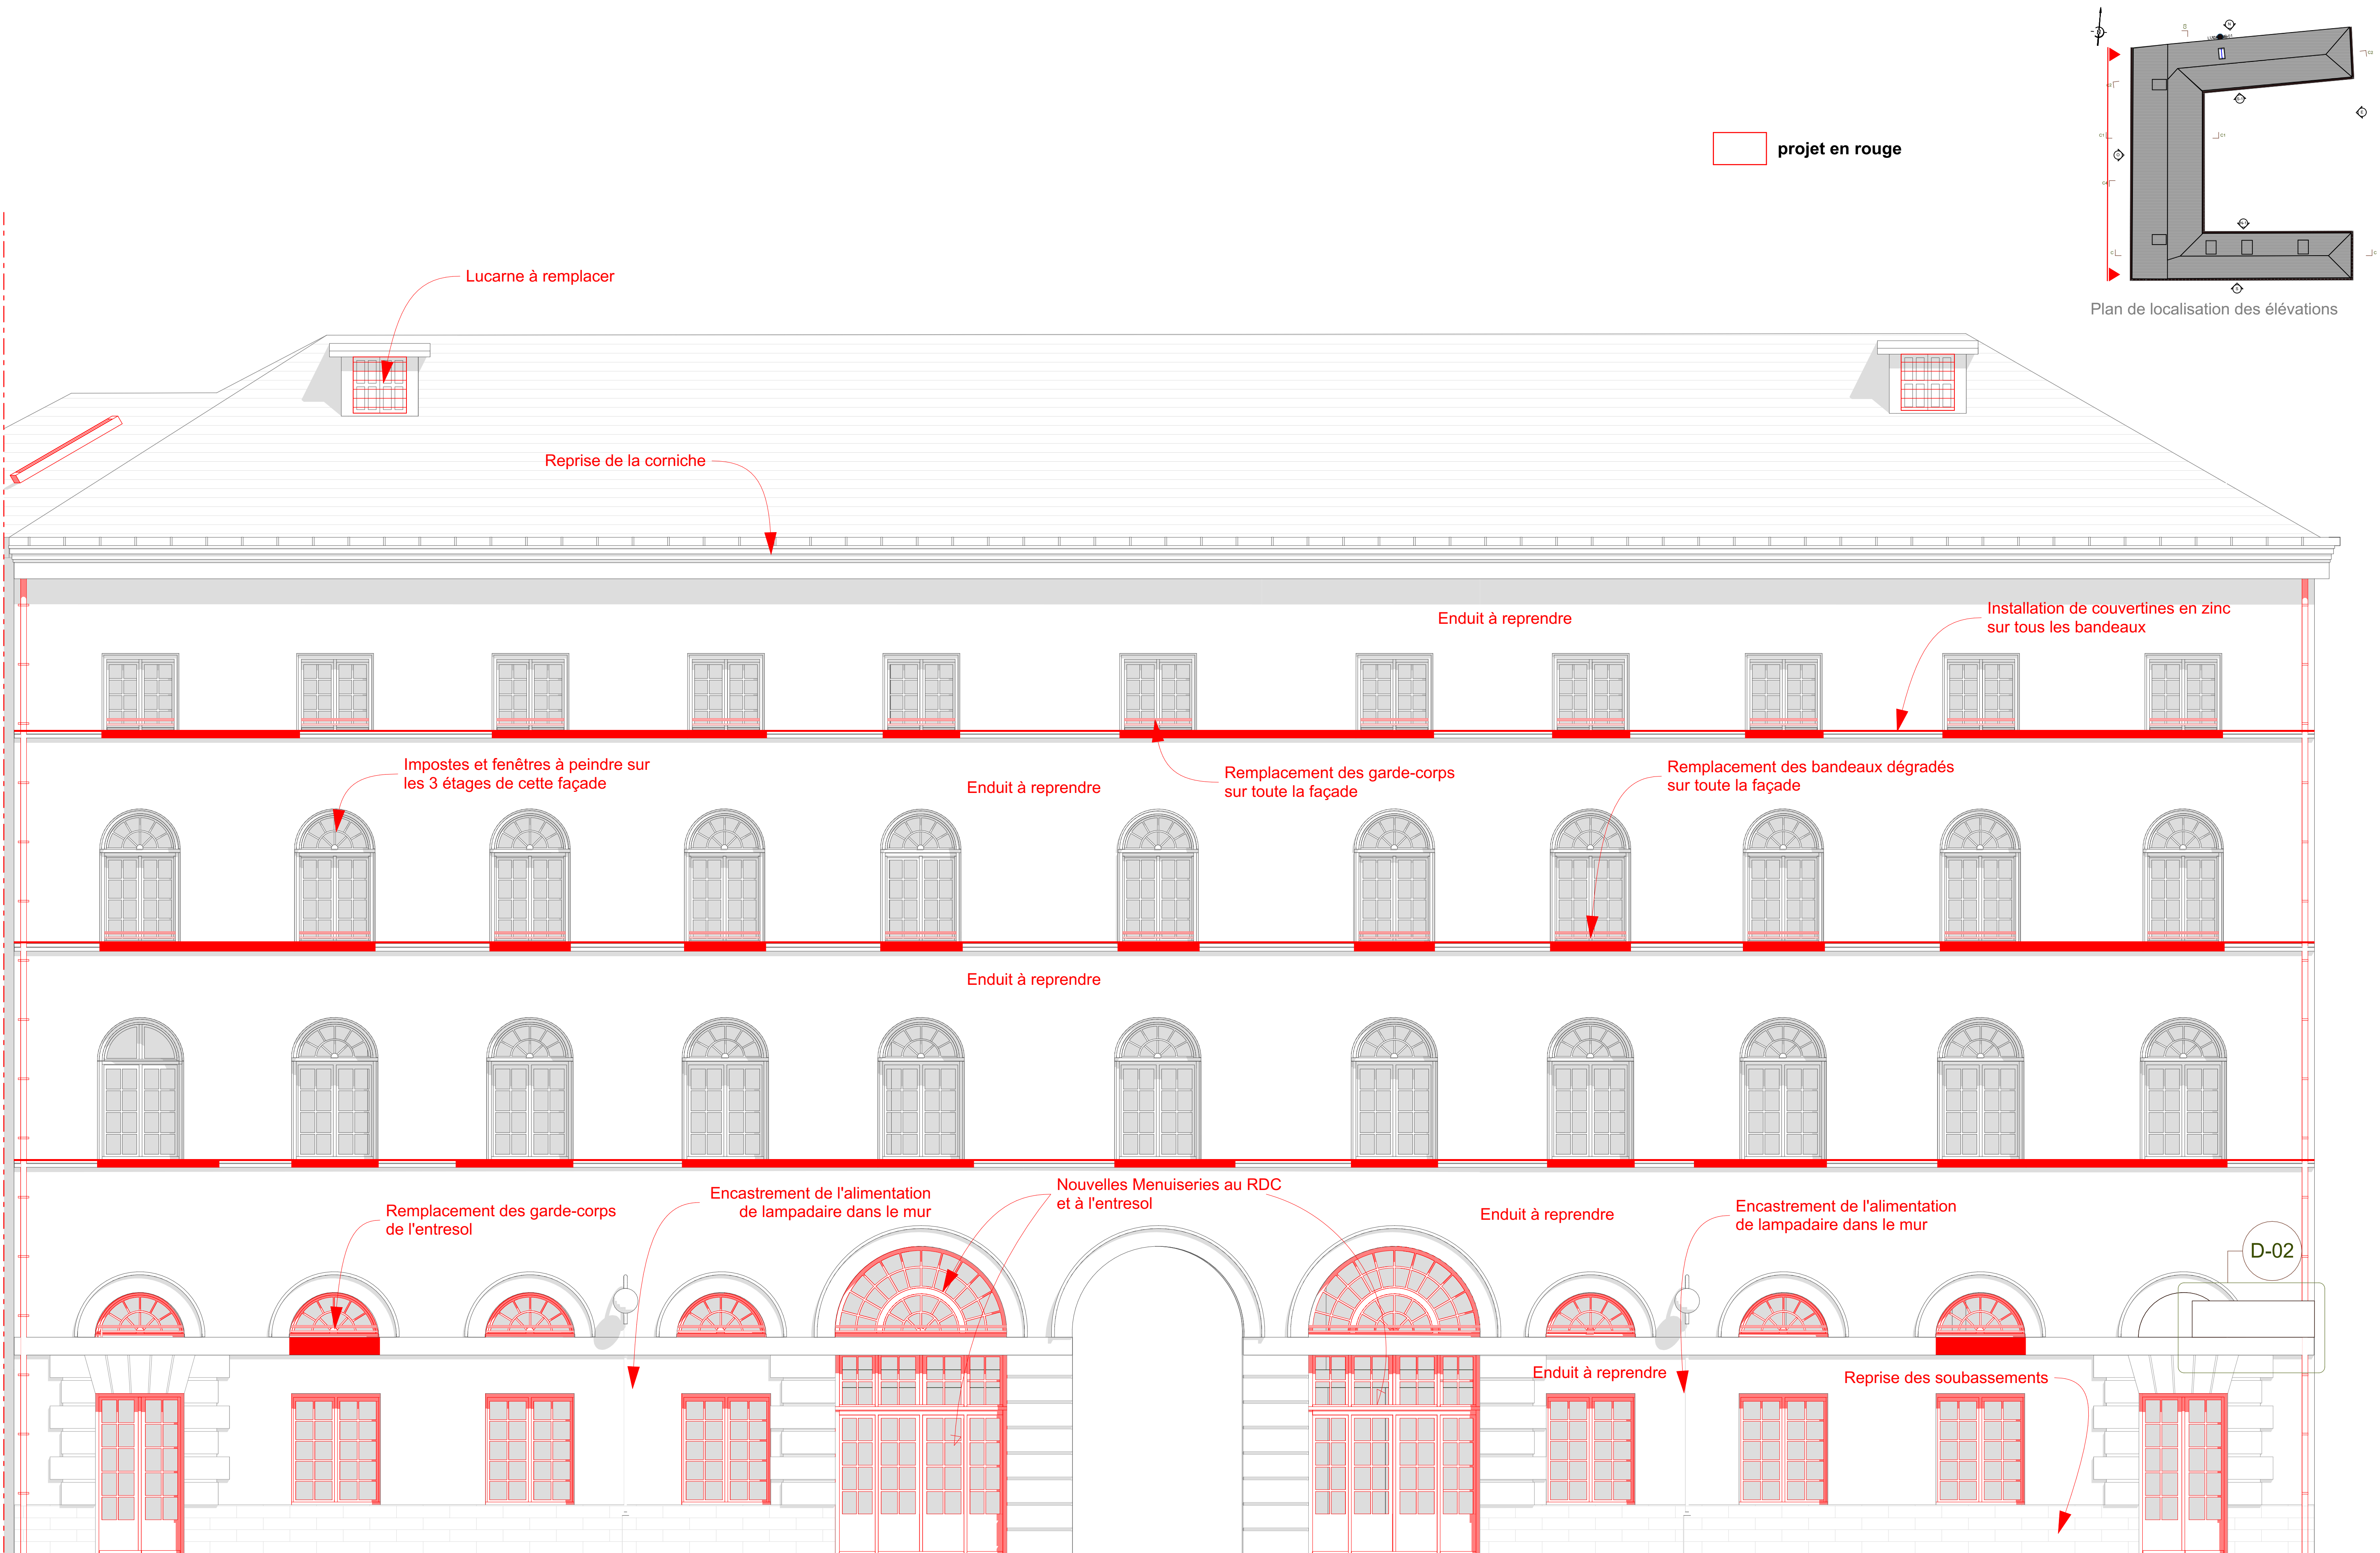 projet en rouge
Plan de localisation des élévations
Lucarne à remplacer
Reprise de la corniche
Enduit à reprendre
Installation de couvertines en zinc
sur tous les bandeaux
Impostes et fenêtres à peindre sur
les 3 étages de cette façade
Enduit à reprendre
Remplacement des garde-corps
sur toute la façade
Remplacement des bandeaux dégradés
sur toute la façade
Enduit à reprendre
Remplacement des garde-corps
de l'entresol
Encastrement de l'alimentation
de lampadaire dans le mur
Nouvelles Menuiseries au RDC
et à l'entresol
Enduit à reprendre
Encastrement de l'alimentation
de lampadaire dans le mur
D-02
Enduit à reprendre
Reprise des soubassements